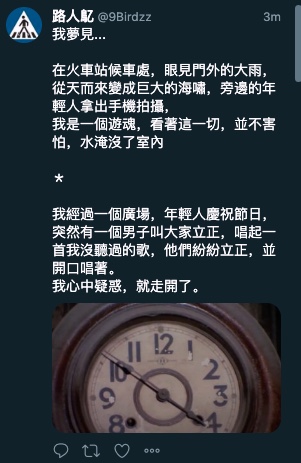 路人乪 @9Birdzz 3m
我夢見...
在火車站候車處，眼見門外的大雨，
從天而來變成巨大的海嘯，旁邊的年
輕人拿出手機拍攝，
我是一個遊魂，看著這一切，並不害
怕，水淹沒了室內
*
我經過一個廣場，年輕人慶祝節日，
突然有一個男子叫大家立正，唱起一
首我沒聽過的歌，他們紛紛立正，並
開口唱著。
我心中疑惑，就走開了。
11 12 1
10 2
9 3
8 4